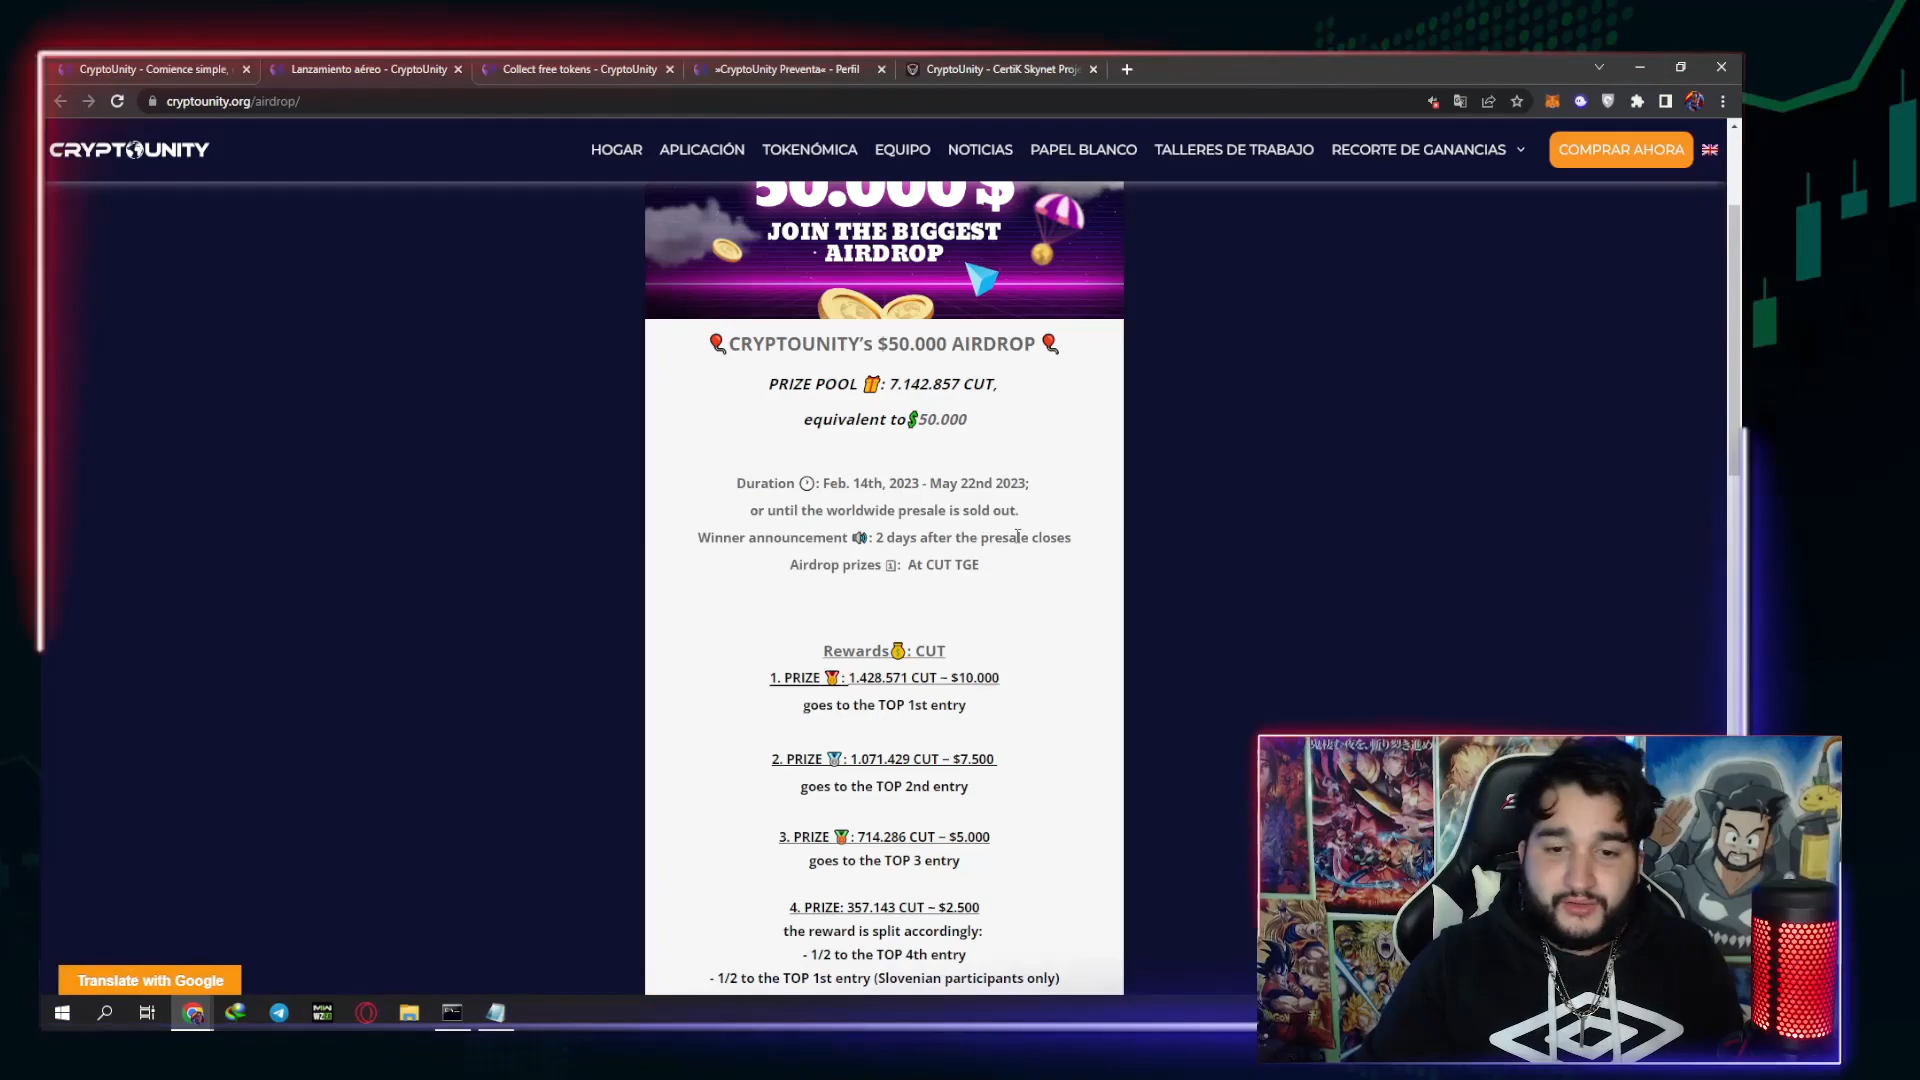 CryptoUnity - Comience simple,
Lanzamiento aéreo - CryptoUnity
Collect free tokens - CryptoUnity
»CryptoUnity Preventa« - Perfil
CryptoUnity - CertiK Skynet Proje
cryptounity.org/airdrop/
CRYPTOUNITY
HOGAR
APLICACIÓN
TOKENÓMICA
EQUIPO
NOTICIAS
PAPEL BLANCO
TALLERES DE TRABAJO
RECORTE DE GANANCIAS
COMPRAR AHORA
50.000 $
JOIN THE BIGGEST
AIRDROP
CRYPTOUNITY's $50.000 AIRDROP
PRIZE POOL 🎁: 7.142.857 CUT,
equivalent to💲50.000
Duration 🕐: Feb. 14th, 2023 - May 22nd 2023;
or until the worldwide presale is sold out.
Winner announcement 🔊: 2 days after the presale closes
Airdrop prizes 1: At CUT TGE
Rewards🥇: CUT
1. PRIZE 🥇: 1.428.571 CUT ~ $10.000
goes to the TOP 1st entry
2. PRIZE 🥈: 1.071.429 CUT ~ $7.500
goes to the TOP 2nd entry
3. PRIZE 🥉: 714.286 CUT ~ $5.000
goes to the TOP 3 entry
4. PRIZE: 357.143 CUT ~ $2.500
the reward is split accordingly:
- 1/2 to the TOP 4th entry
- 1/2 to the TOP 1st entry (Slovenian participants only)
Translate with Google